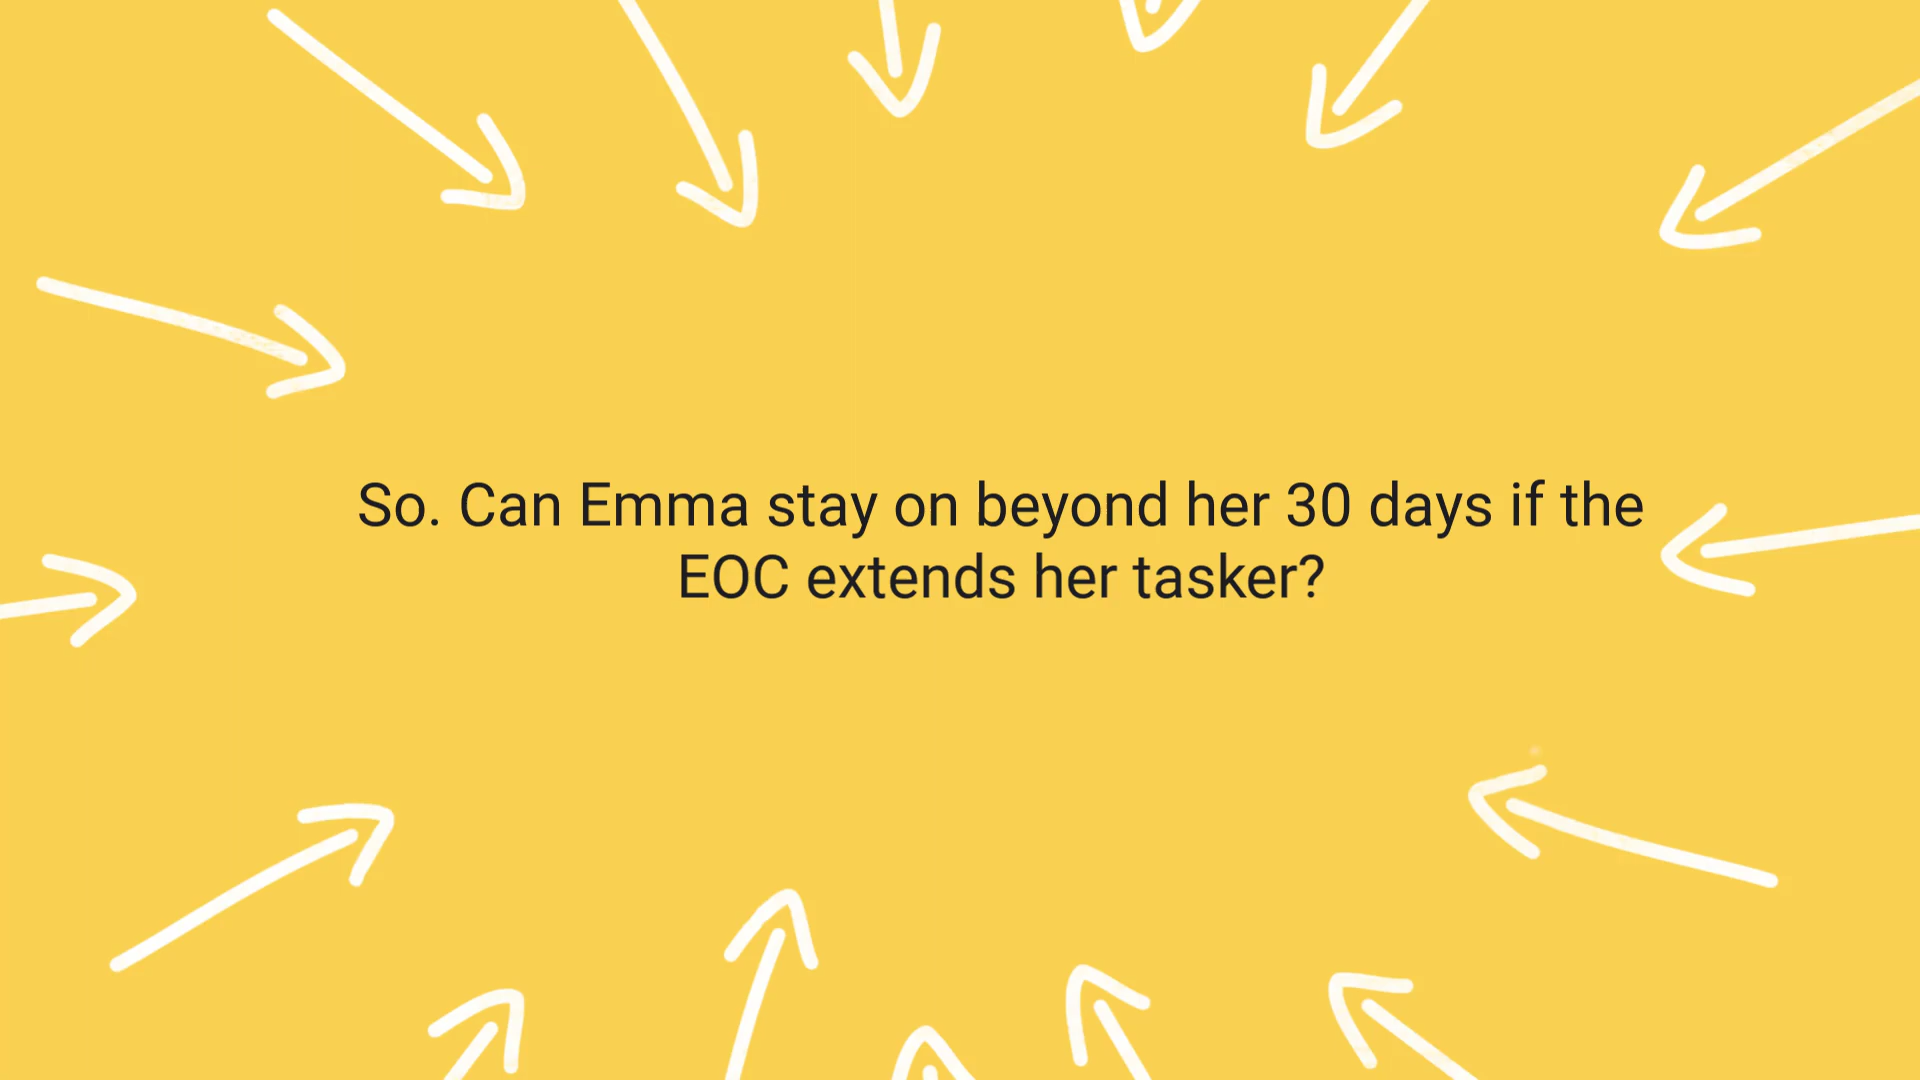 So. Can Emma stay on beyond her 30 days if the
EOC extends her tasker?